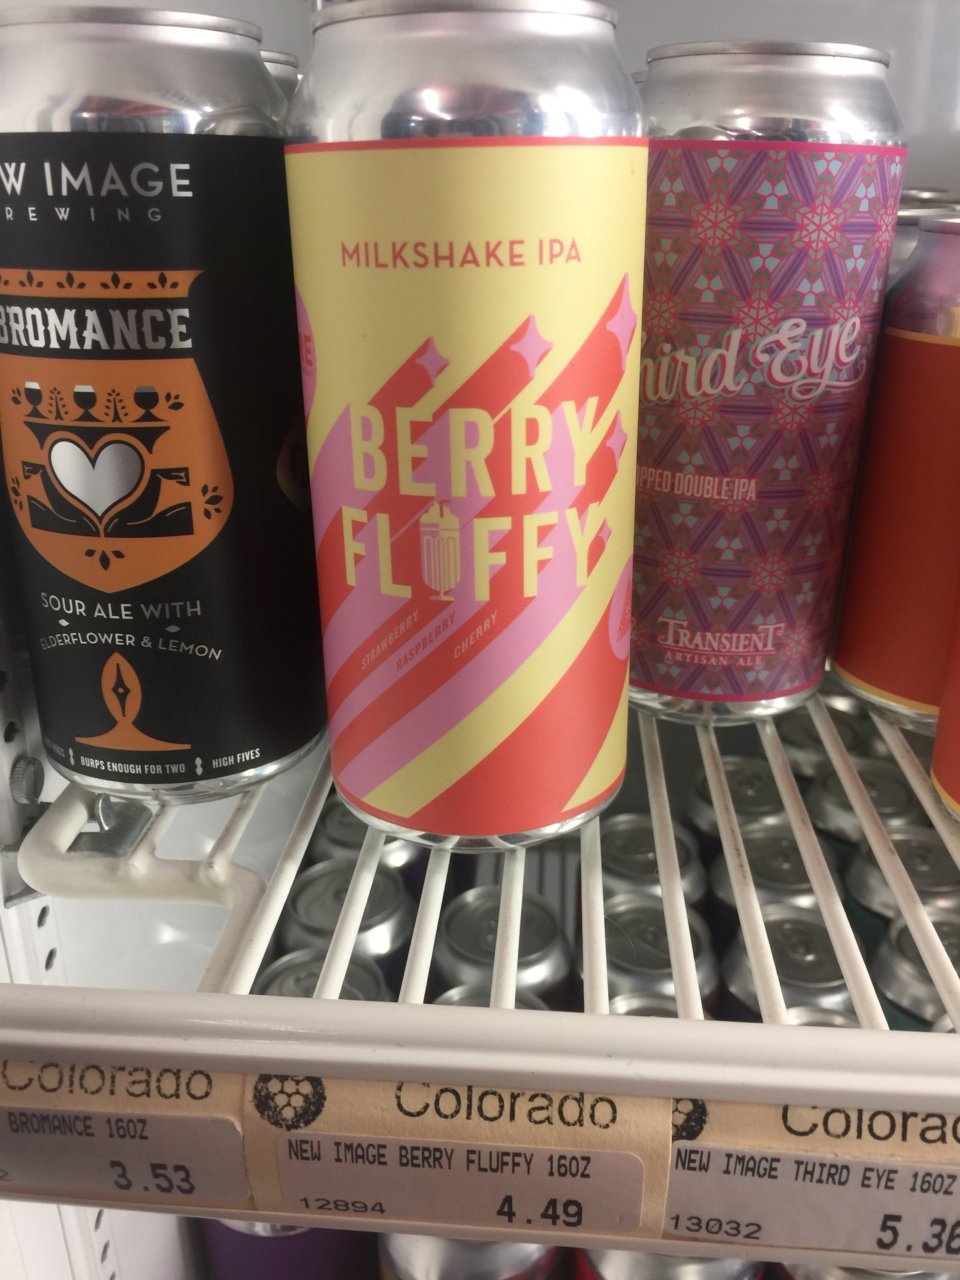 W IMAGE
REWING
BROMANCE
SOUR ALE WITH
ELDERFLOWER & LEMON
BURPS ENOUGH FOR TWO HIGH FIVES
MILKSHAKE IPA
BERRY
FLUFFY
STRAWBERRY
RASPBERRY
CHERRY
hird Eye
OPPED DOUBLE IPA
TRANSIENT
ARTISAN ALE
Colorado
BROMANCE 16OZ
3.53
Colorado
NEW IMAGE BERRY FLUFFY 16OZ
12894 4.49
Colorad
NEW IMAGE THIRD EYE 16OZ
13032 5.36